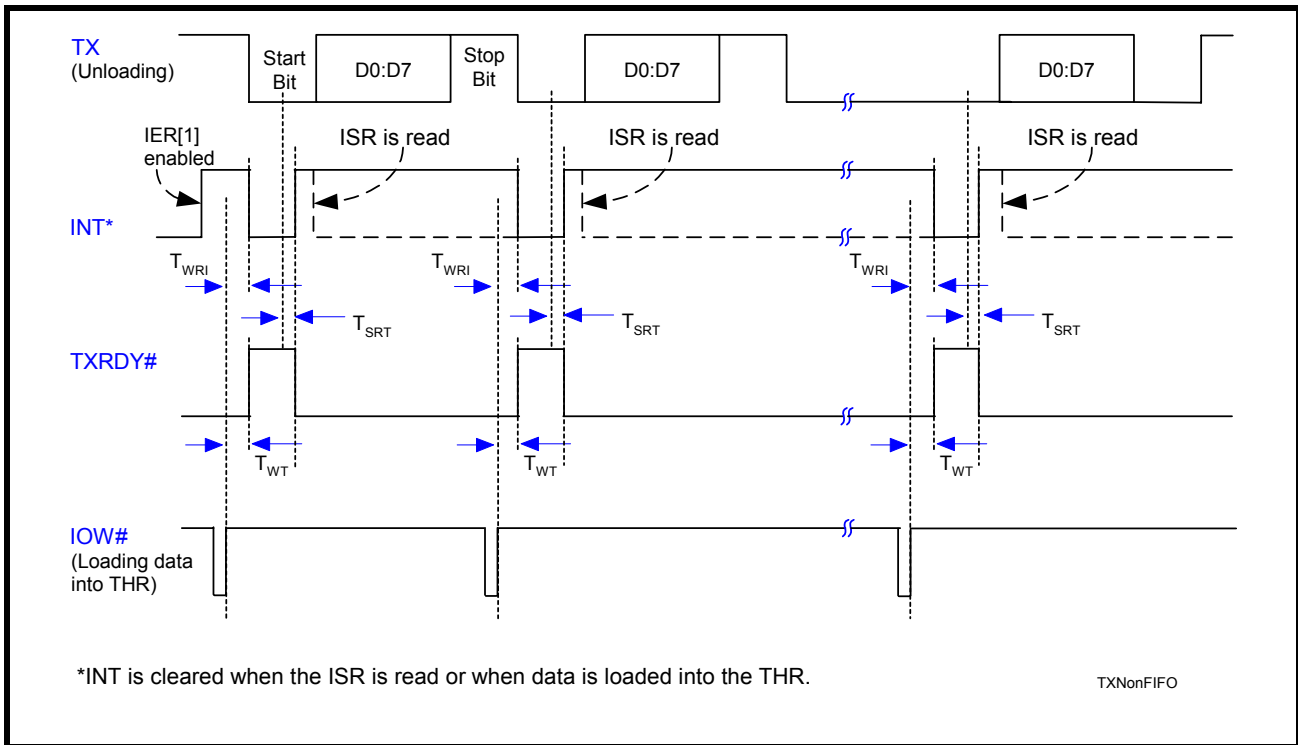 TX
(Unloading)
Start
Bit
D0:D7
Stop
Bit
D0:D7
D0:D7
IER[1]
enabled
ISR is read
ISR is read
ISR is read
INT*
TWRI
TWRI
TWRI
TSRT
TSRT
TSRT
TXRDY#
TWT
TWT
TWT
IOW#
(Loading data
into THR)
*INT is cleared when the ISR is read or when data is loaded into the THR.
TXNonFIFO